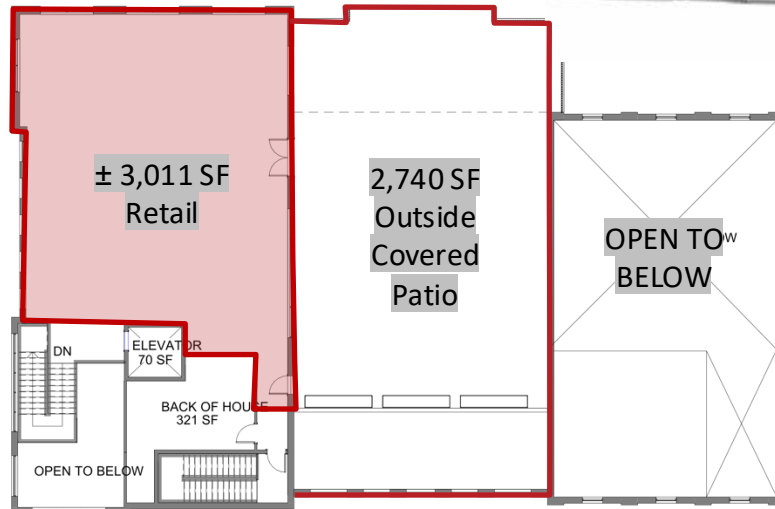 ± 3,011 SF
Retail
2,740 SF
Outside
Covered
Patio
OPEN TO
BELOW
DN
ELEVATOR
70 SF
BACK OF HOUSE
321 SF
OPEN TO BELOW